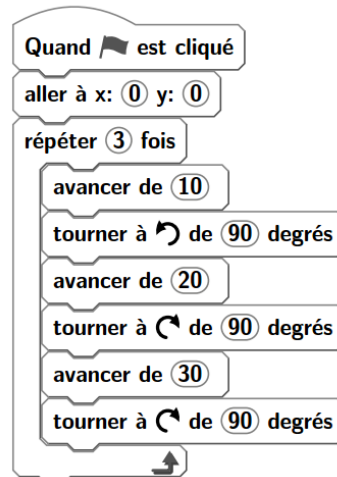 Quand est cliqué
aller à x: 0 y: 0
répéter 3 fois
avancer de 10
tourner à de 90 degrés
avancer de 20
tourner à de 90 degrés
avancer de 30
tourner à de 90 degrés